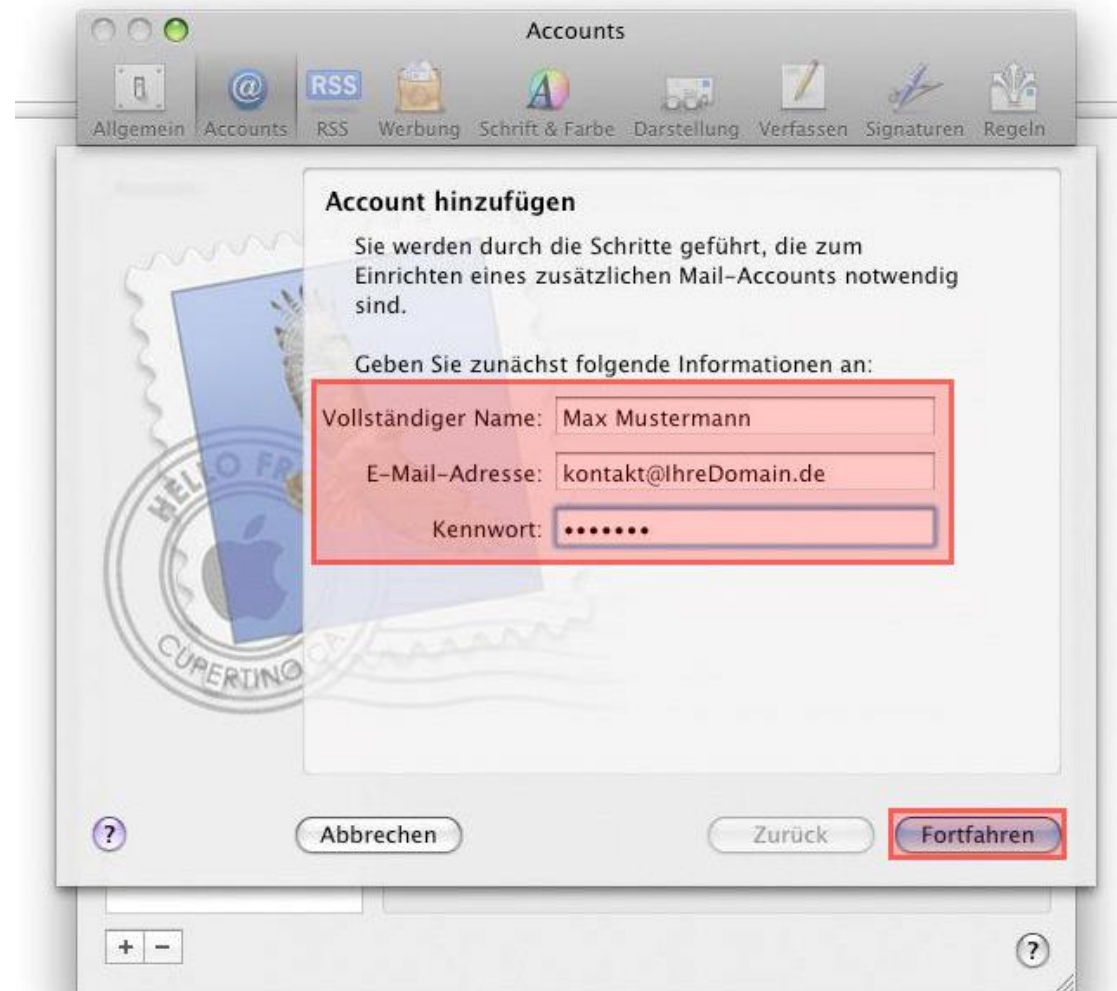 Accounts
RSS
Allgemein Accounts RSS Werbung Schrift & Farbe Darstellung Verfassen Signaturen Regeln
Account hinzufügen
Sie werden durch die Schritte geführt, die zum
Einrichten eines zusätzlichen Mail-Accounts notwendig
sind.
Geben Sie zunächst folgende Informationen an:
Vollständiger Name: Max Mustermann
E-Mail-Adresse: kontakt@IhreDomain.de
Kennwort: •••••••
HELLO FR
CUPERTINO CA
? Abbrechen Zurück Fortfahren
+ − ?